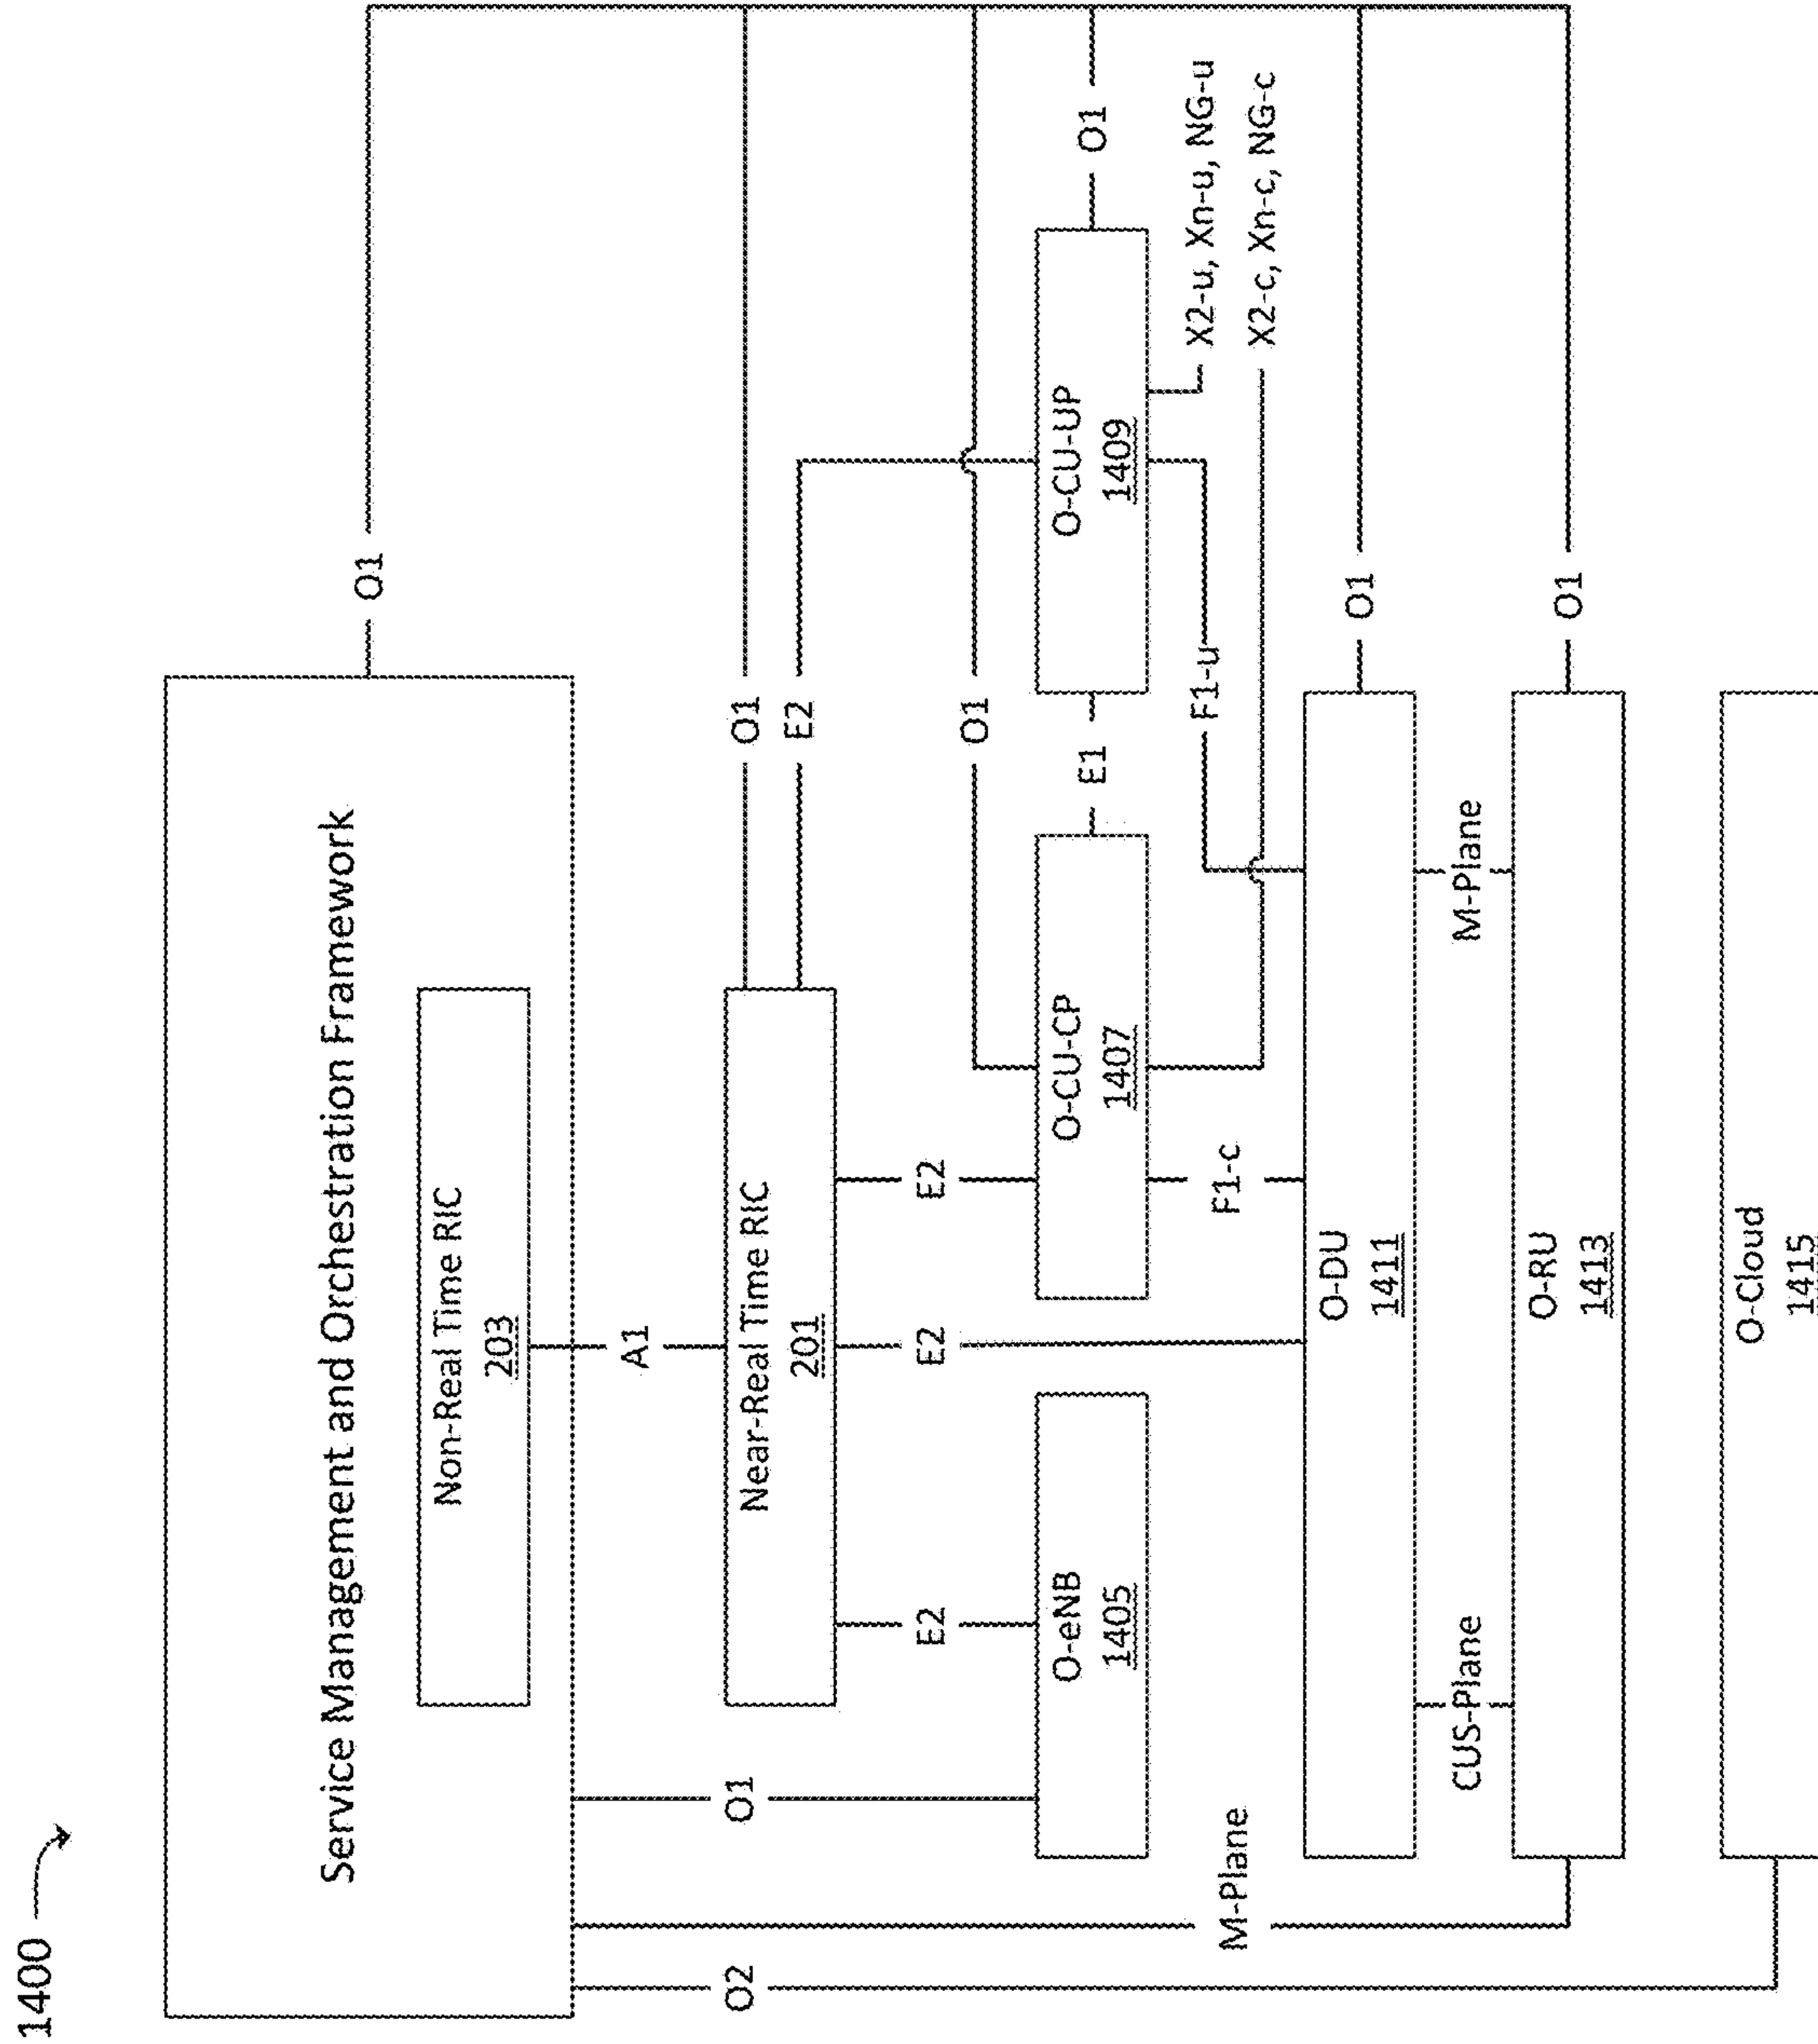 1400
Service Management and Orchestration Framework
O1
Non-Real Time RIC
203
A1
O2
O1
Near-Real Time RIC
201
O1
E2
E2
E2
E2
O1
O-eNB
1405
O-CU-CP
1407
E1
O-CU-UP
1409
O1
M-Plane
F1-c
F1-u
X2-u, Xn-u, NG-u
X2-c, Xn-c, NG-c
O-DU
1411
O1
CUS-Plane
M-Plane
O-RU
1413
O1
O-Cloud
1415